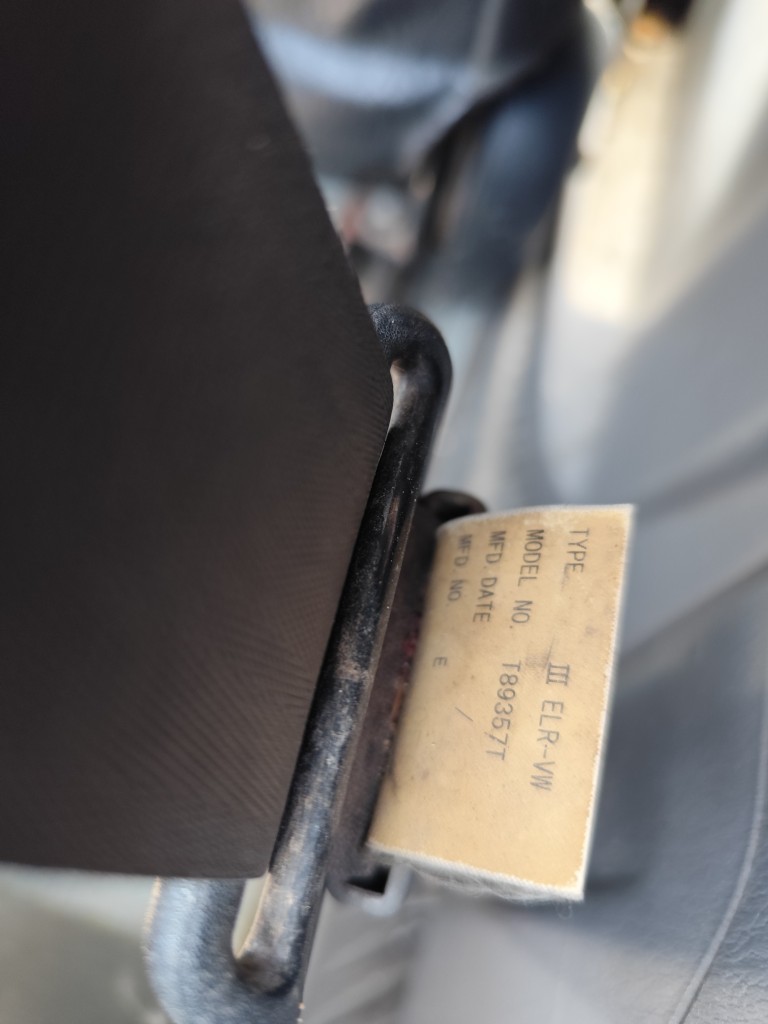 TYPE III ELR-VW
MODEL NO. T89357T
MFD. DATE /
MFD. NO. E